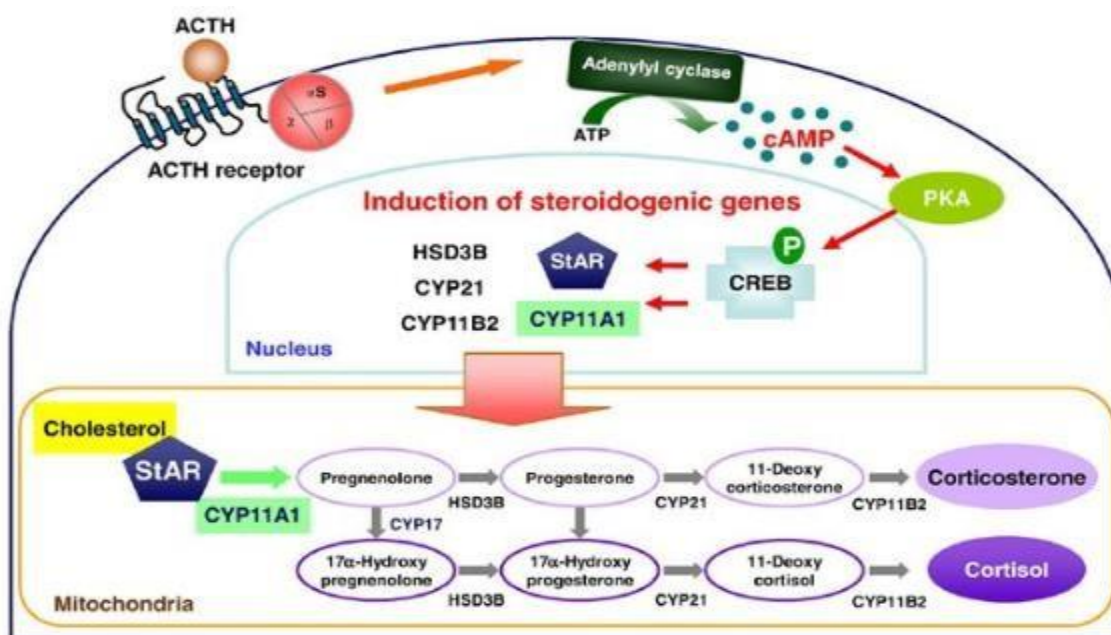 ACTH
αS
γ
β
ACTH receptor
Adenylyl cyclase
ATP
cAMP
PKA
Induction of steroidogenic genes
HSD3B
CYP21
CYP11B2
StAR
CYP11A1
P
CREB
Nucleus
Cholesterol
StAR
CYP11A1
Pregnenolone
HSD3B
Progesterone
CYP21
11-Deoxy
corticosterone
CYP11B2
Corticosterone
CYP17
17α-Hydroxy
pregnenolone
HSD3B
17α-Hydroxy
progesterone
CYP21
11-Deoxy
cortisol
CYP11B2
Cortisol
Mitochondria